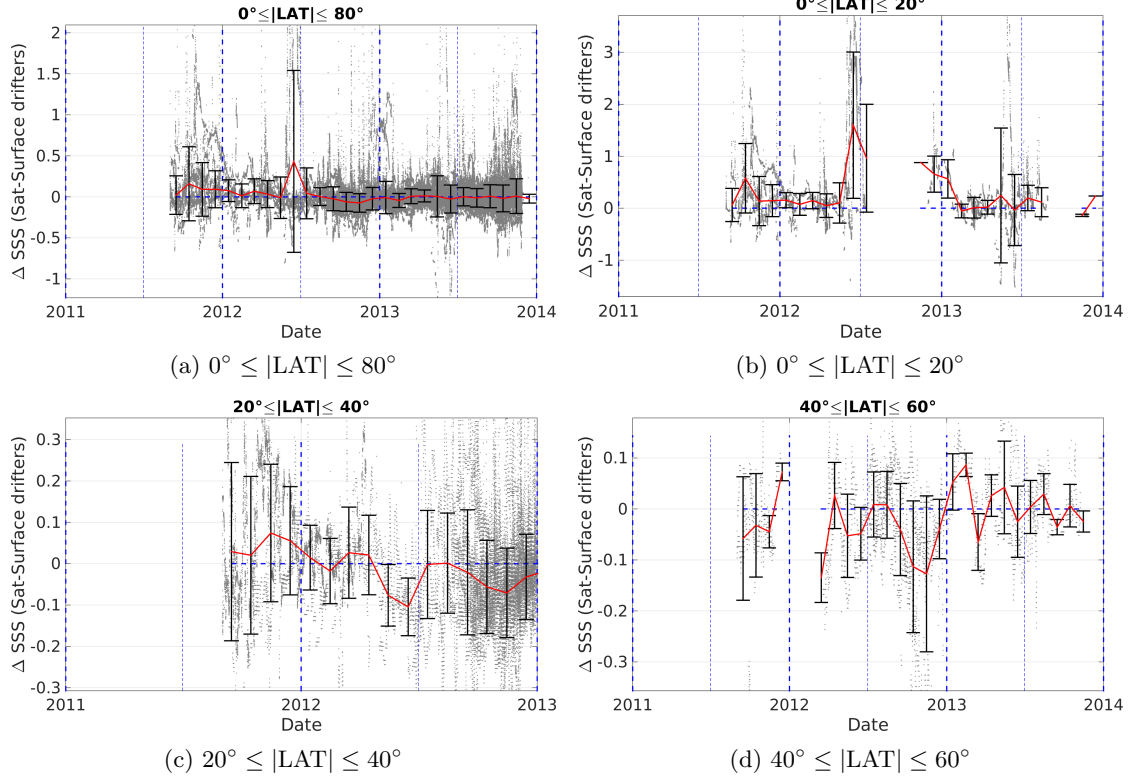 0°≤|LAT|≤ 80°
Δ SSS (Sat-Surface drifters)
2
1.5
1
0.5
0
-0.5
-1
2011
2012
2013
2014
Date
(a) 0° ≤ |LAT| ≤ 80°
0°≤|LAT|≤ 20°
Δ SSS (Sat-Surface drifters)
3
2
1
0
1
2011
2012
2013
2014
Date
(b) 0° ≤ |LAT| ≤ 20°
20°≤|LAT|≤ 40°
Δ SSS (Sat-Surface drifters)
0.3
0.2
0.1
0
-0.1
-0.2
-0.3
2011
2012
2013
Date
(c) 20° ≤ |LAT| ≤ 40°
40°≤|LAT|≤ 60°
Δ SSS (Sat-Surface drifters)
0.1
0
-0.1
-0.2
-0.3
2011
2012
2013
2014
Date
(d) 40° ≤ |LAT| ≤ 60°